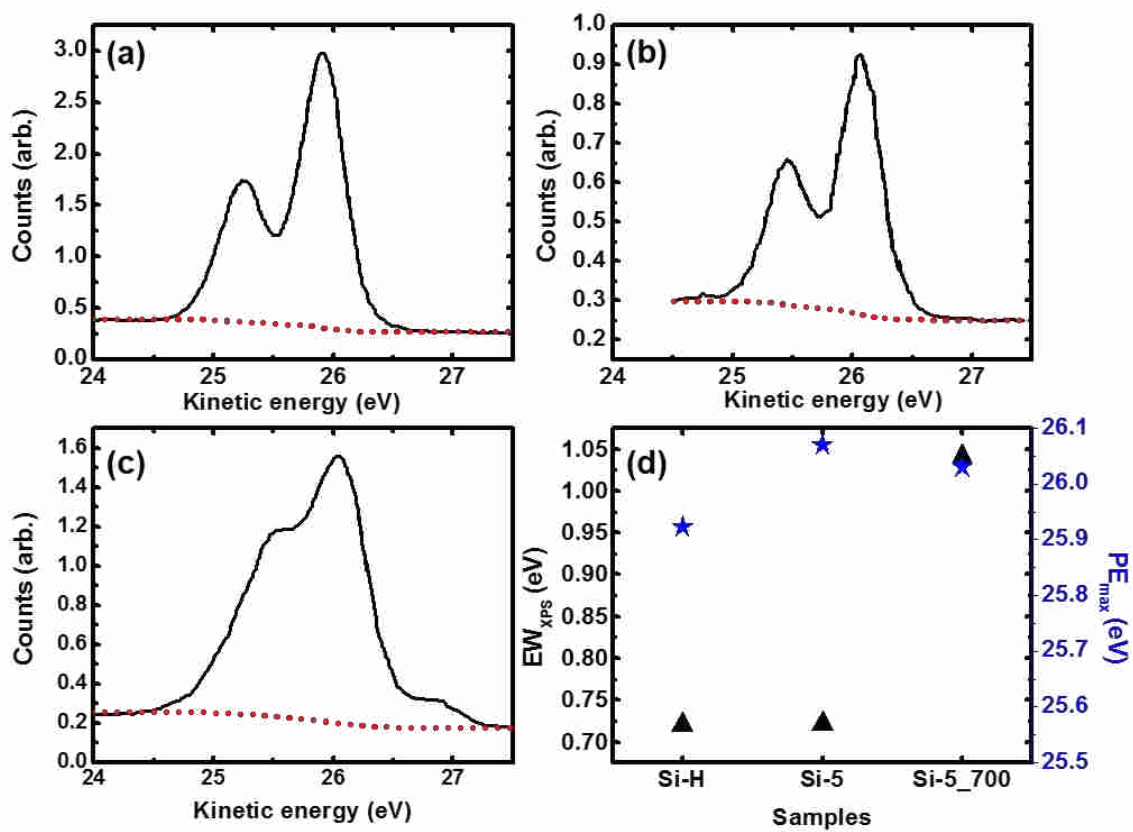 (a)
3.0
2.5
2.0
1.5
1.0
0.5
0.0
Counts (arb.)
24 25 26 27
Kinetic energy (eV)
(b)
1.0
0.9
0.8
0.7
0.6
0.5
0.4
0.3
0.2
Counts (arb.)
24 25 26 27
Kinetic energy (eV)
(c)
1.6
1.4
1.2
1.0
0.8
0.6
0.4
0.2
0.0
Counts (arb.)
24 25 26 27
Kinetic energy (eV)
(d)
1.05
1.00
0.95
0.90
0.85
0.80
0.75
0.70
EW_XPS (eV)
26.1
26.0
25.9
25.8
25.7
25.6
25.5
PE_max (eV)
Si-H Si-5 Si-5_700
Samples